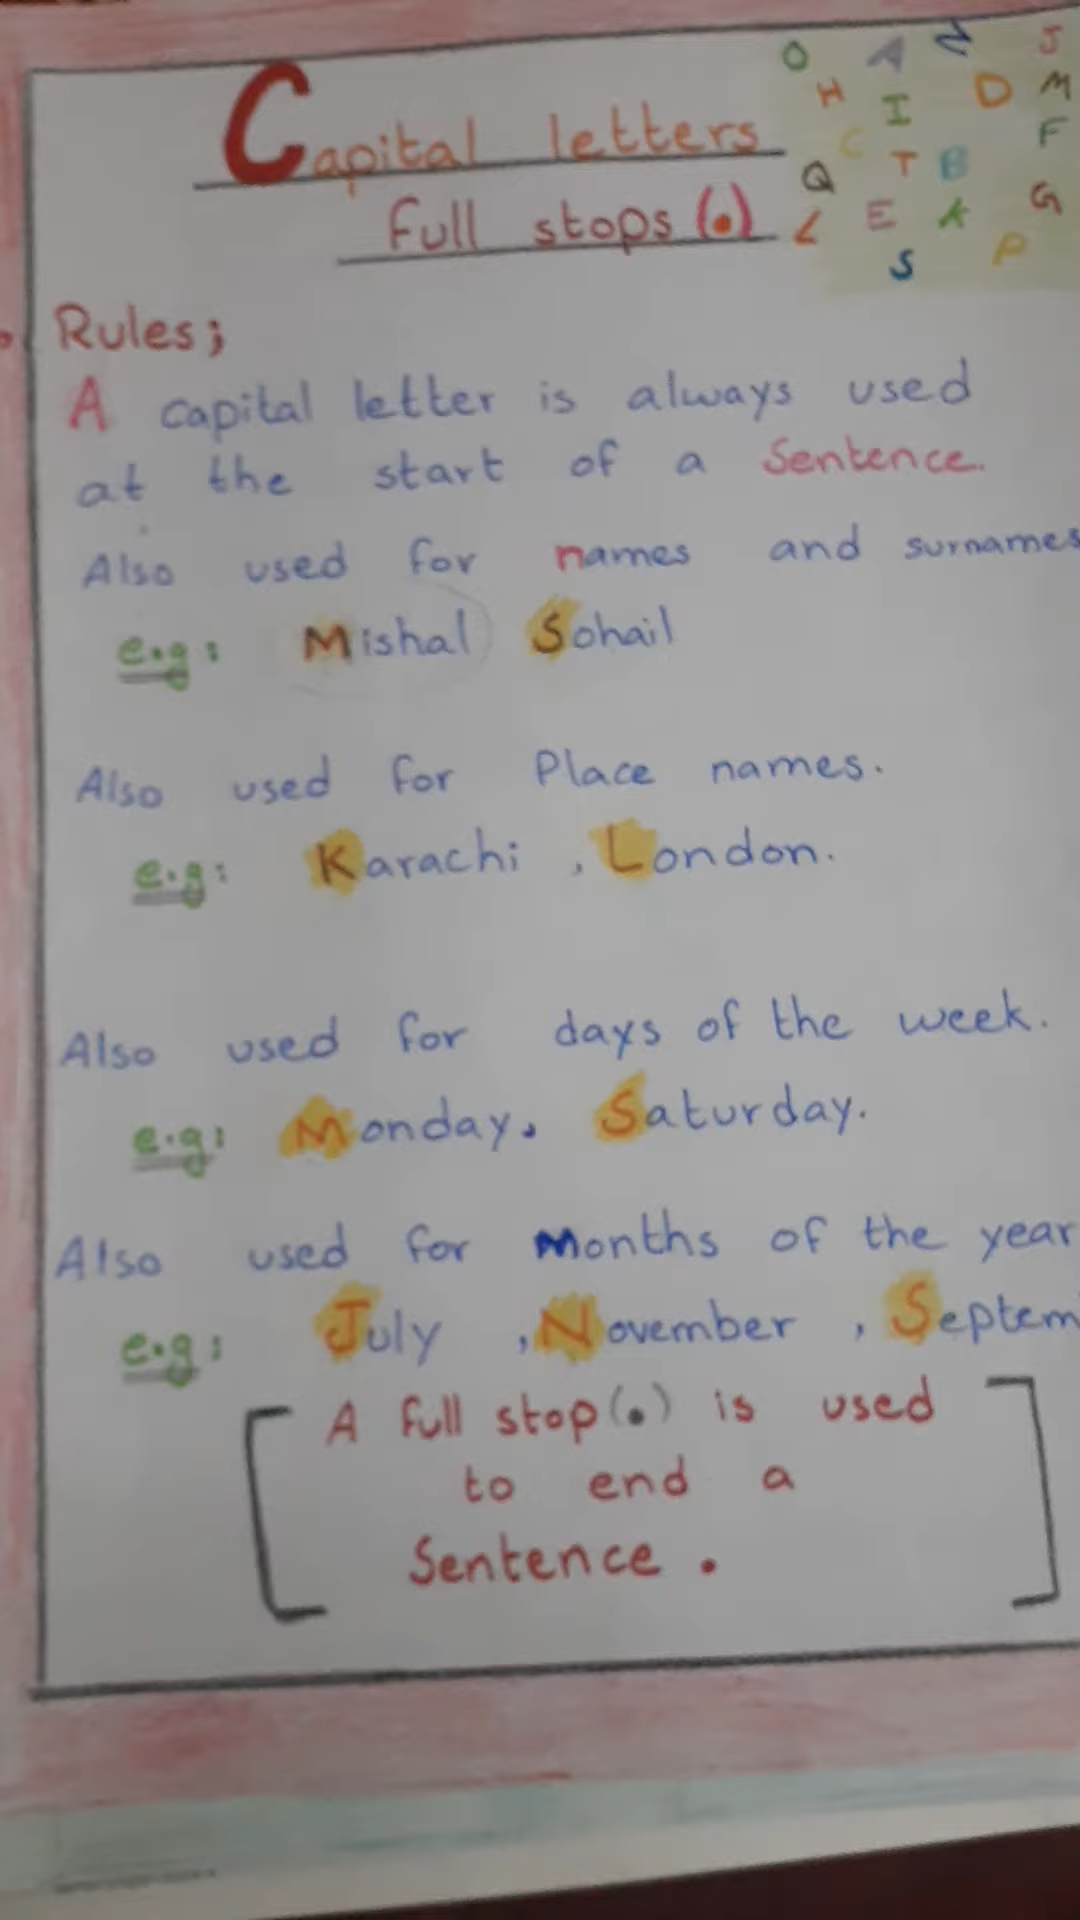 Capital letters
full stops (.)
O A Z J
H I D M
C F
Q T B
L E K G
S P
Rules;
A capital letter is always used
at the start of a Sentence.
Also used for names and surnames
e.g: Mishal Sohail
Also used for Place names.
e.g: Karachi , London.
Also used for days of the week.
e.g: Monday, Saturday.
Also used for Months of the year
e.g: July , November , Septem
A full stop (.) is used
to end a
Sentence .